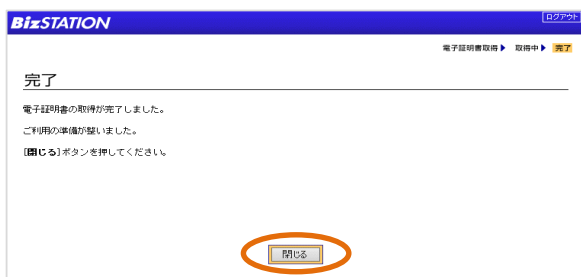 BizSTATION
ログアウト
電子証明書取得▶ 取得中▶ 完了
完了
電子証明書の取得が完了しました。
ご利用の準備が整いました。
[閉じる]ボタンを押してください。
閉じる